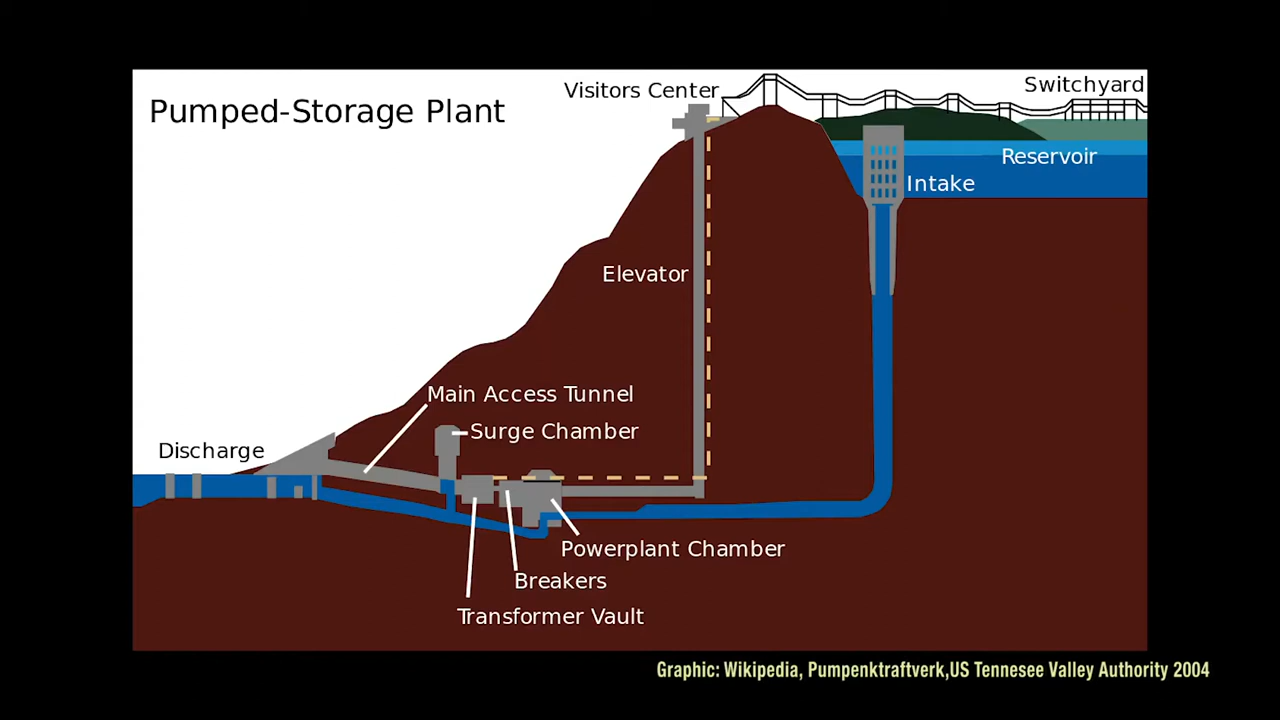 Pumped-Storage Plant
Visitors Center
Switchyard
Reservoir
Intake
Elevator
Main Access Tunnel
Surge Chamber
Discharge
Powerplant Chamber
Breakers
Transformer Vault
Graphic: Wikipedia, Pumpenktraftverk,US Tennesee Valley Authority 2004